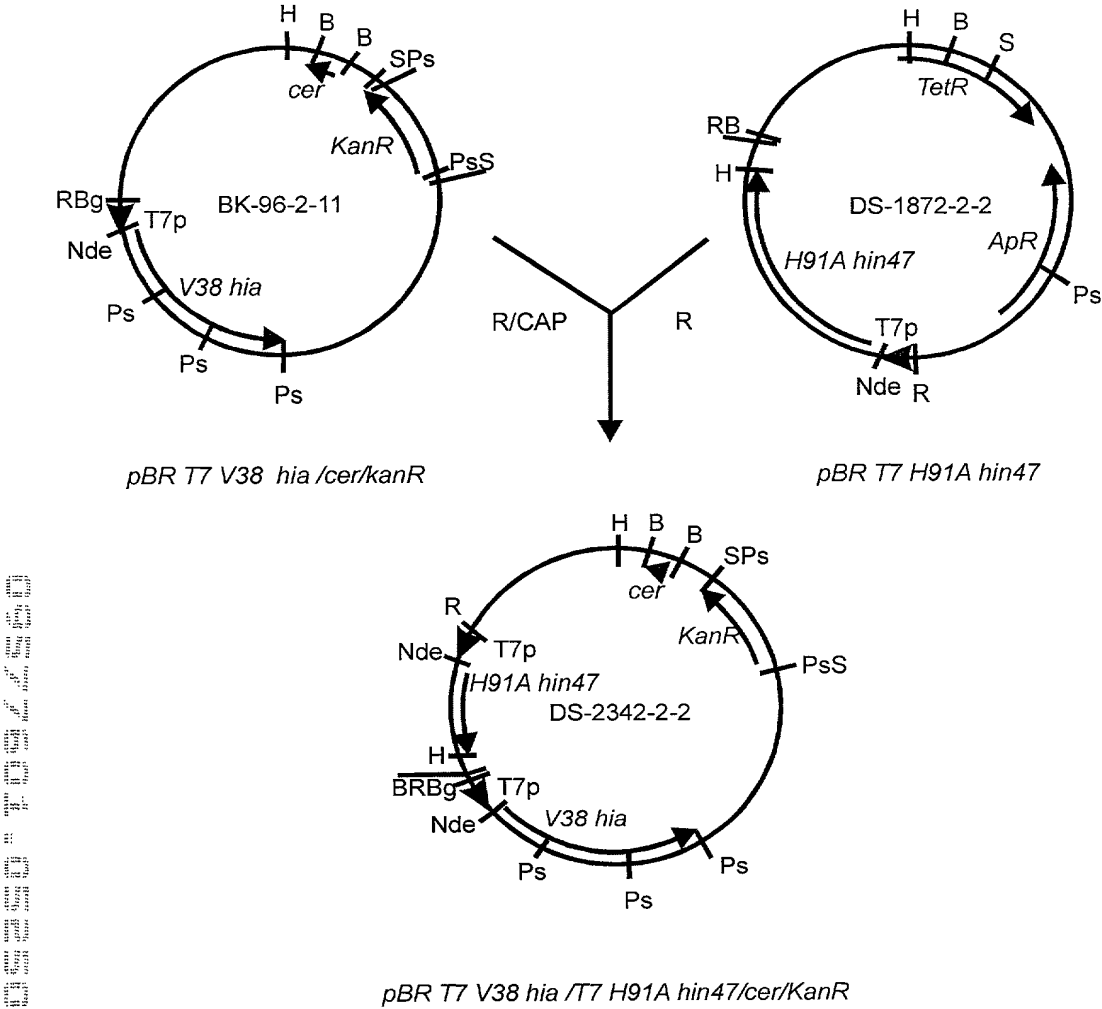 H
B
B
SPs
cer
KanR
PsS
RBg
T7p
BK-96-2-11
Nde
V38 hia
Ps
Ps
Ps
H
B
S
TetR
RB
H
DS-1872-2-2
ApR
H91A hin47
Ps
T7p
Nde
R
R/CAP
R
pBR T7 V38 hia /cer/kanR
pBR T7 H91A hin47
H
B
B
SPs
cer
R
KanR
T7p
Nde
PsS
H91A hin47
DS-2342-2-2
H
BRBg
T7p
Nde
V38 hia
Ps
Ps
Ps
pBR T7 V38 hia /T7 H91A hin47/cer/KanR